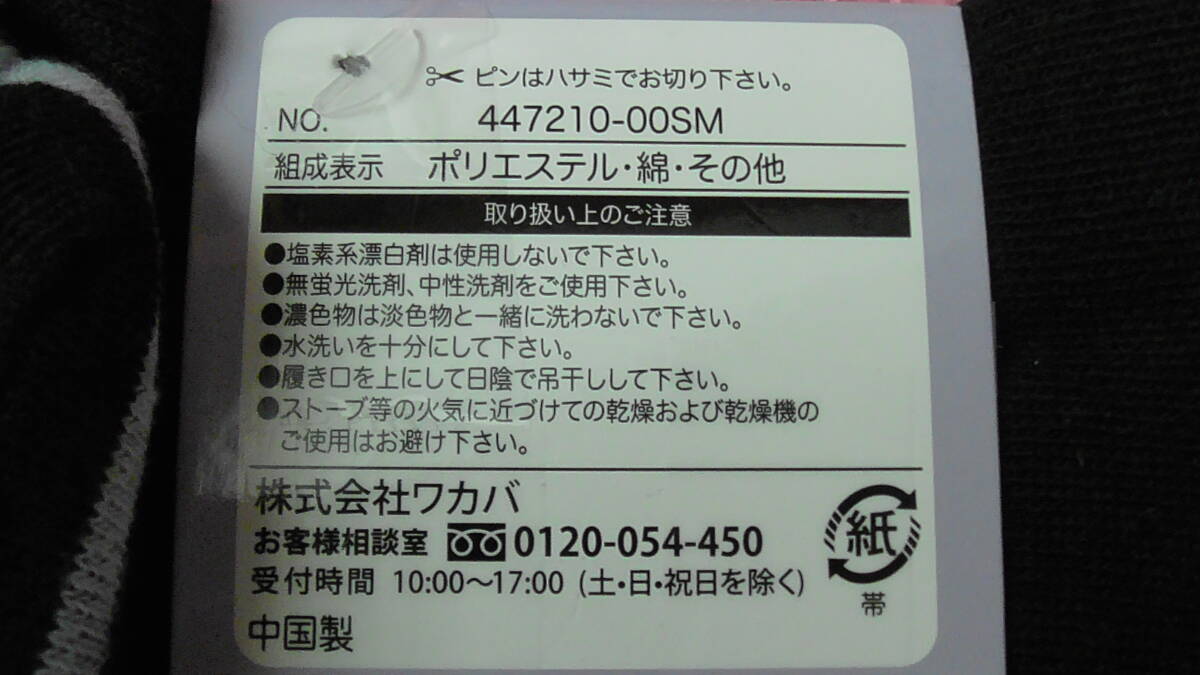 ピンはハサミでお切り下さい。
NO. 447210-00SM
組成表示 ポリエステル・綿・その他
取り扱い上のご注意
●塩素系漂白剤は使用しないで下さい。
●無蛍光洗剤、中性洗剤をご使用下さい。
●濃色物は淡色物と一緒に洗わないで下さい。
●水洗いを十分にして下さい。
●履き口を上にして日陰で吊干しして下さい。
●ストーブ等の火気に近づけての乾燥および乾燥機の
ご使用はお避け下さい。
株式会社ワカバ
お客様相談室 0120-054-450
受付時間 10:00〜17:00 (土・日・祝日を除く)
紙
帯
中国製